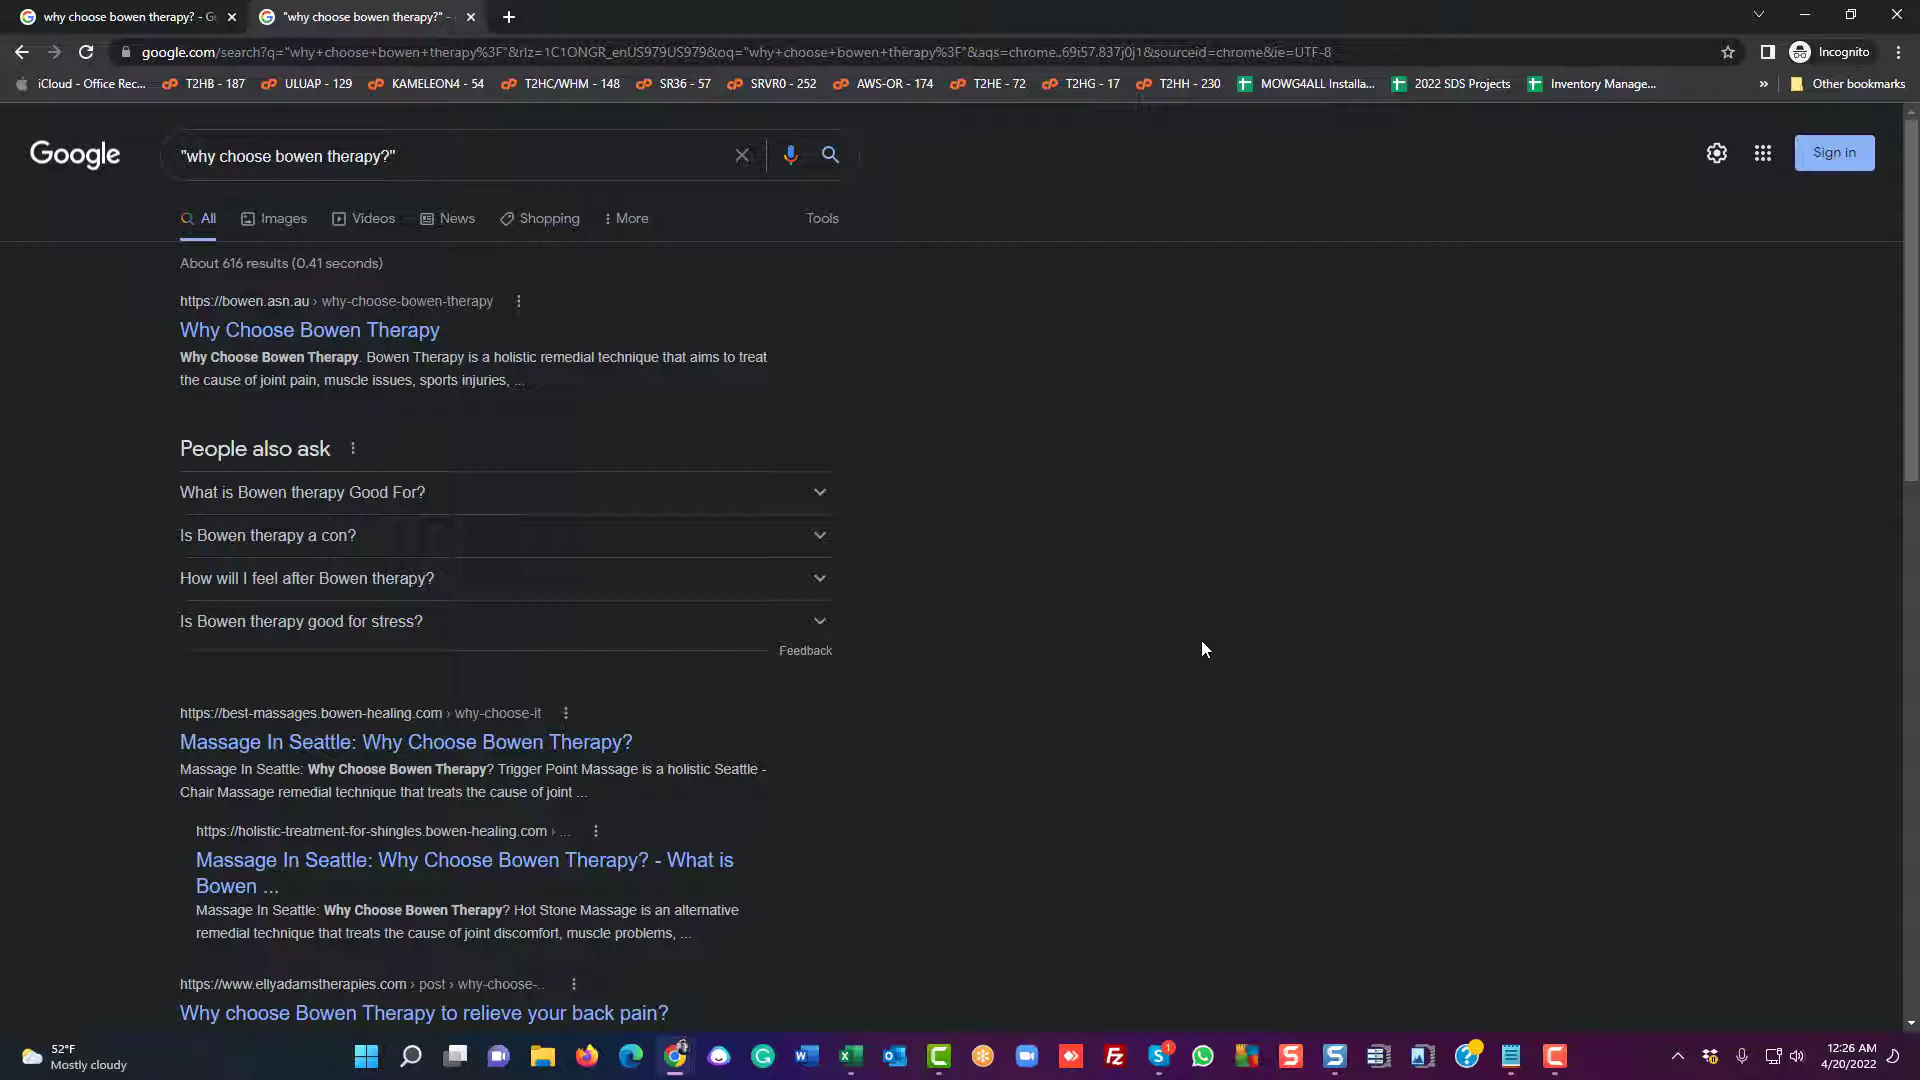 why choose bowen therapy? - G
"why choose bowen therapy?" -
google.com/search?q="why+choose+bowen+therapy%3F"&rlz=1C1ONGR_enUS979US979&oq="why+choose+bowen+therapy%3F"&aqs=chrome..69i57.837j0j1&sourceid=chrome&ie=UTF-8
Incognito
iCloud - Office Rec...
T2HB - 187
ULUAP - 129
KAMELEON4 - 54
T2HC/WHM - 148
SR36 - 57
SRVR0 - 252
AWS-OR - 174
T2HE - 72
T2HG - 17
T2HH - 230
MOWG4ALL Installa...
2022 SDS Projects
Inventory Manage...
»
Other bookmarks
Google
"why choose bowen therapy?"
Sign in
All
Images
Videos
News
Shopping
More
Tools
About 616 results (0.41 seconds)
https://bowen.asn.au › why-choose-bowen-therapy
Why Choose Bowen Therapy
Why Choose Bowen Therapy. Bowen Therapy is a holistic remedial technique that aims to treat
the cause of joint pain, muscle issues, sports injuries, ...
People also ask
What is Bowen therapy Good For?
Is Bowen therapy a con?
How will I feel after Bowen therapy?
Is Bowen therapy good for stress?
Feedback
https://best-massages.bowen-healing.com › why-choose-it
Massage In Seattle: Why Choose Bowen Therapy?
Massage In Seattle: Why Choose Bowen Therapy? Trigger Point Massage is a holistic Seattle -
Chair Massage remedial technique that treats the cause of joint ...
https://holistic-treatment-for-shingles.bowen-healing.com › ...
Massage In Seattle: Why Choose Bowen Therapy? - What is
Bowen ...
Massage In Seattle: Why Choose Bowen Therapy? Hot Stone Massage is an alternative
remedial technique that treats the cause of joint discomfort, muscle problems, ...
https://www.ellyadamstherapies.com › post › why-choose-..
Why choose Bowen Therapy to relieve your back pain?
52°F
Mostly cloudy
12:26 AM
4/20/2022